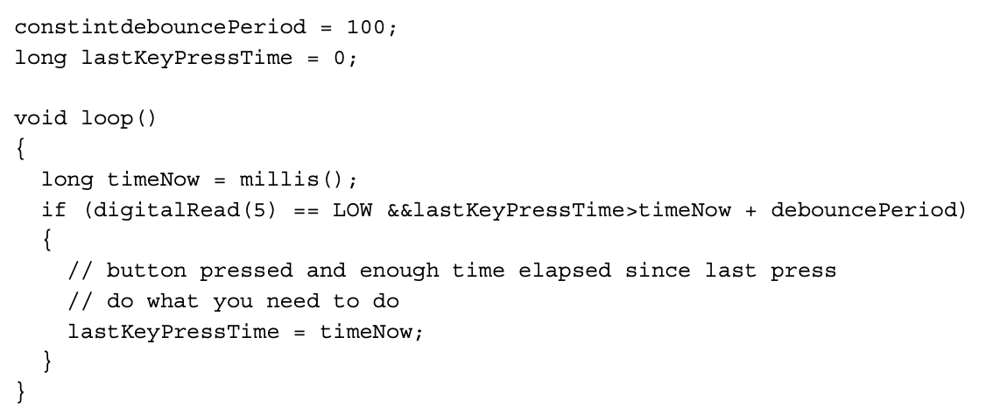 constintdebouncePeriod = 100;
long lastKeyPressTime = 0;

void loop()
{
  long timeNow = millis();
  if (digitalRead(5) == LOW &&lastKeyPressTime>timeNow + debouncePeriod)
  {
    // button pressed and enough time elapsed since last press
    // do what you need to do
    lastKeyPressTime = timeNow;
  }
}